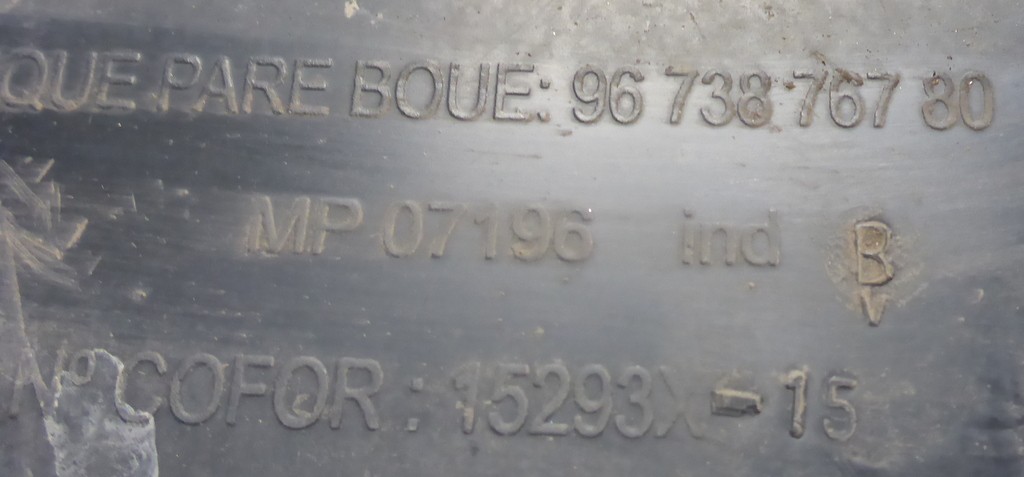 QUE PARE BOUE: 96 738 767 80
MP 07196 ind B
V
N° COFOR : 15293X-15